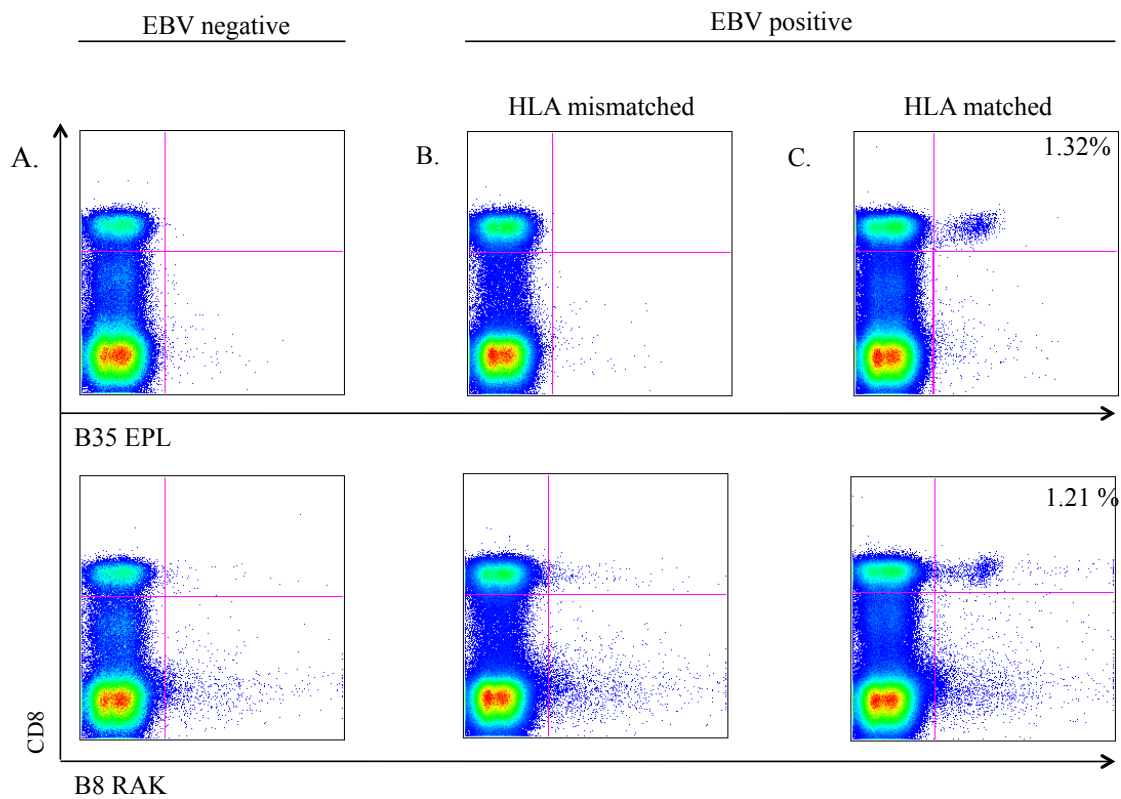 EBV negative
EBV positive
HLA mismatched
HLA matched
A.
B.
C.
1.32%
B35 EPL
1.21 %
CD8
B8 RAK